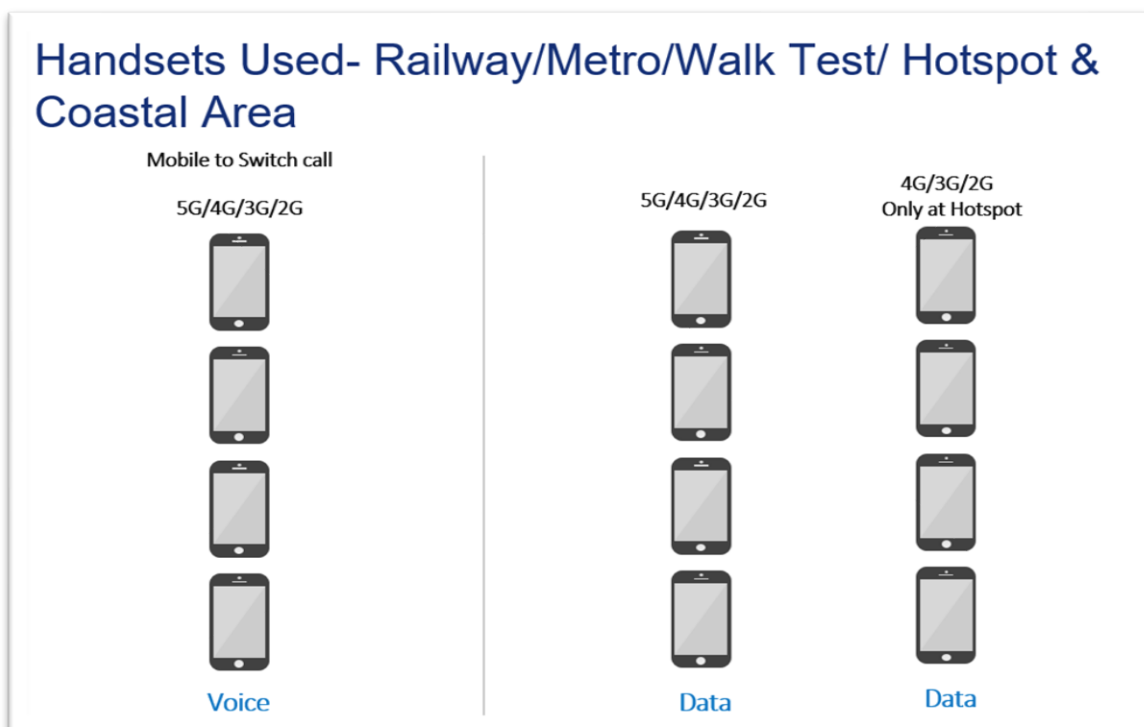 Handsets Used- Railway/Metro/Walk Test/ Hotspot &
Coastal Area
Mobile to Switch call
5G/4G/3G/2G
Voice
5G/4G/3G/2G
Data
4G/3G/2G
Only at Hotspot
Data